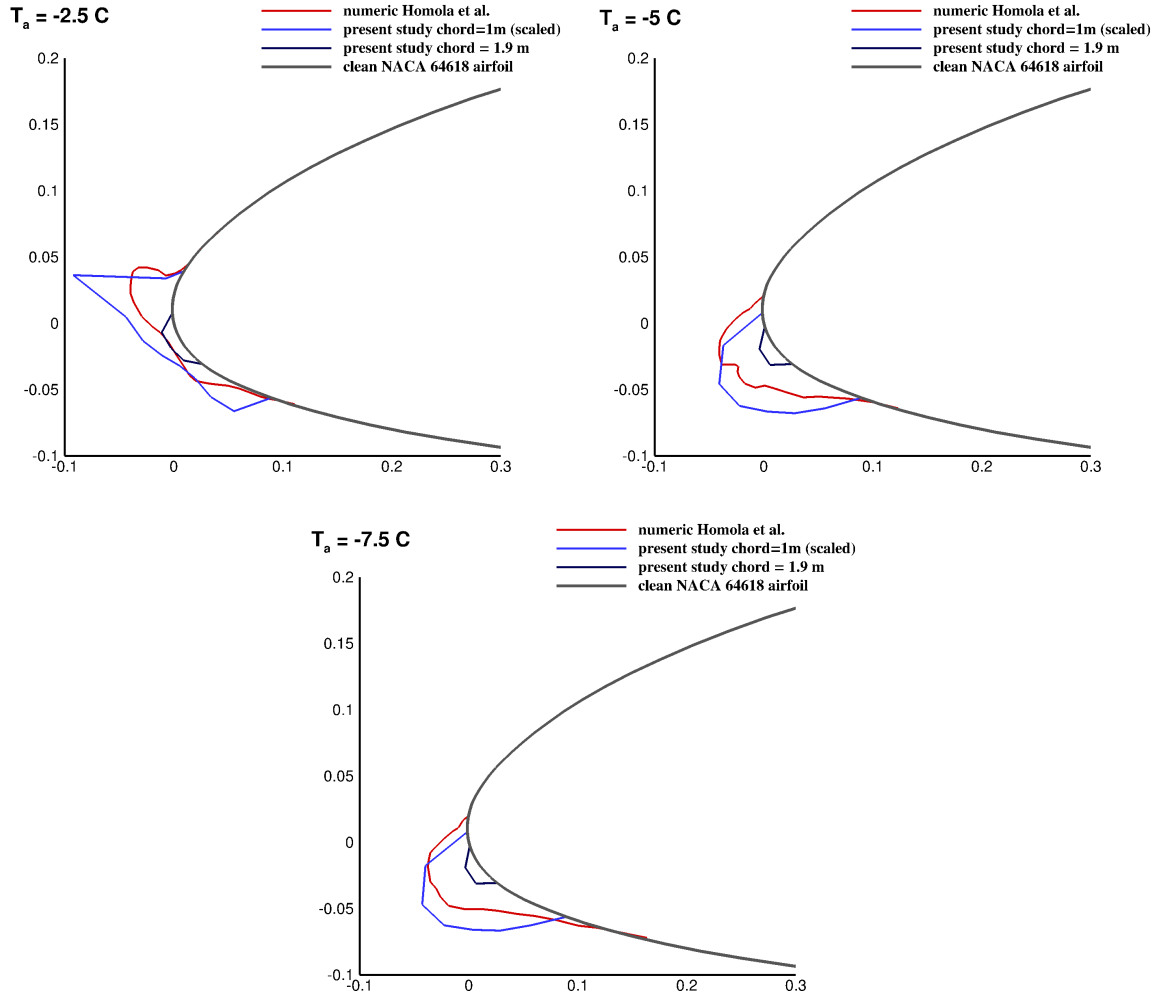 Tₐ = -2.5 C
numeric Homola et al.
present study chord=1m (scaled)
present study chord = 1.9 m
clean NACA 64618 airfoil
0.2
0.15
0.1
0.05
0
-0.05
-0.1
-0.1 0 0.1 0.2 0.3
Tₐ = -5 C
numeric Homola et al.
present study chord=1m (scaled)
present study chord = 1.9 m
clean NACA 64618 airfoil
0.2
0.15
0.1
0.05
0
-0.05
-0.1
-0.1 0 0.1 0.2 0.3
Tₐ = -7.5 C
numeric Homola et al.
present study chord=1m (scaled)
present study chord = 1.9 m
clean NACA 64618 airfoil
0.2
0.15
0.1
0.05
0
-0.05
-0.1
-0.1 0 0.1 0.2 0.3